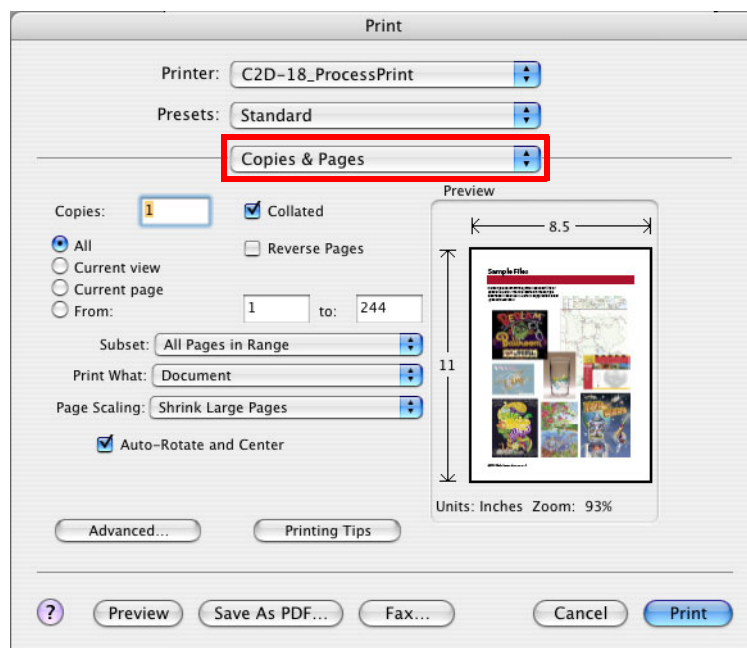 Print
Printer: C2D-18_ProcessPrint
Presets: Standard
Copies & Pages
Copies: 1 Collated
All Reverse Pages
Current view
Current page
From: 1 to: 244
Subset: All Pages in Range
Print What: Document
Page Scaling: Shrink Large Pages
Auto-Rotate and Center
Advanced... Printing Tips
Preview
8.5
11
Sample Files
Units: Inches Zoom: 93%
? Preview Save As PDF... Fax... Cancel Print